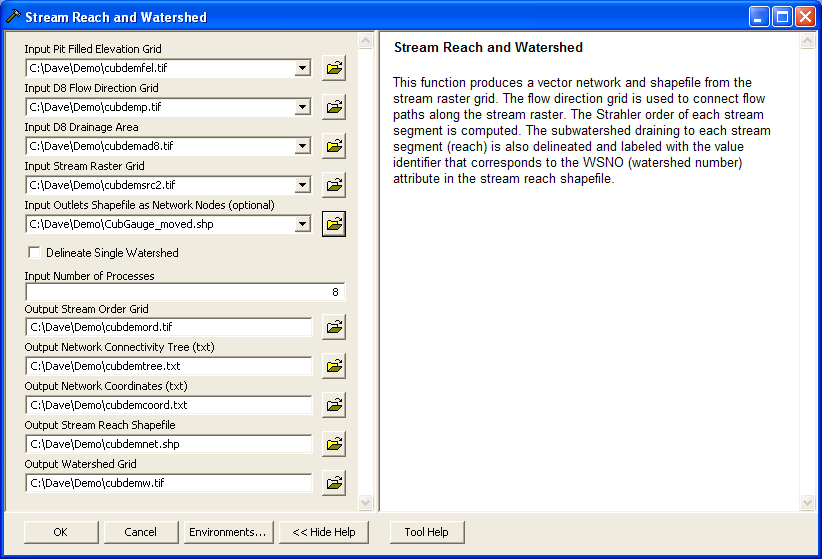 Stream Reach and Watershed
Input Pit Filled Elevation Grid
C:\Dave\Demo\cubdemfel.tif
Input D8 Flow Direction Grid
C:\Dave\Demo\cubdemp.tif
Input D8 Drainage Area
C:\Dave\Demo\cubdemad8.tif
Input Stream Raster Grid
C:\Dave\Demo\cubdemsrc2.tif
Input Outlets Shapefile as Network Nodes (optional)
C:\Dave\Demo\CubGauge_moved.shp
Delineate Single Watershed
Input Number of Processes
8
Output Stream Order Grid
C:\Dave\Demo\cubdemord.tif
Output Network Connectivity Tree (txt)
C:\Dave\Demo\cubdemtree.txt
Output Network Coordinates (txt)
C:\Dave\Demo\cubdemcoord.txt
Output Stream Reach Shapefile
C:\Dave\Demo\cubdemnet.shp
Output Watershed Grid
C:\Dave\Demo\cubdemw.tif
Stream Reach and Watershed
This function produces a vector network and shapefile from the
stream raster grid. The flow direction grid is used to connect flow
paths along the stream raster. The Strahler order of each stream
segment is computed. The subwatershed draining to each stream
segment (reach) is also delineated and labeled with the value
identifier that corresponds to the WSNO (watershed number)
attribute in the stream reach shapefile.
OK
Cancel
Environments...
<< Hide Help
Tool Help